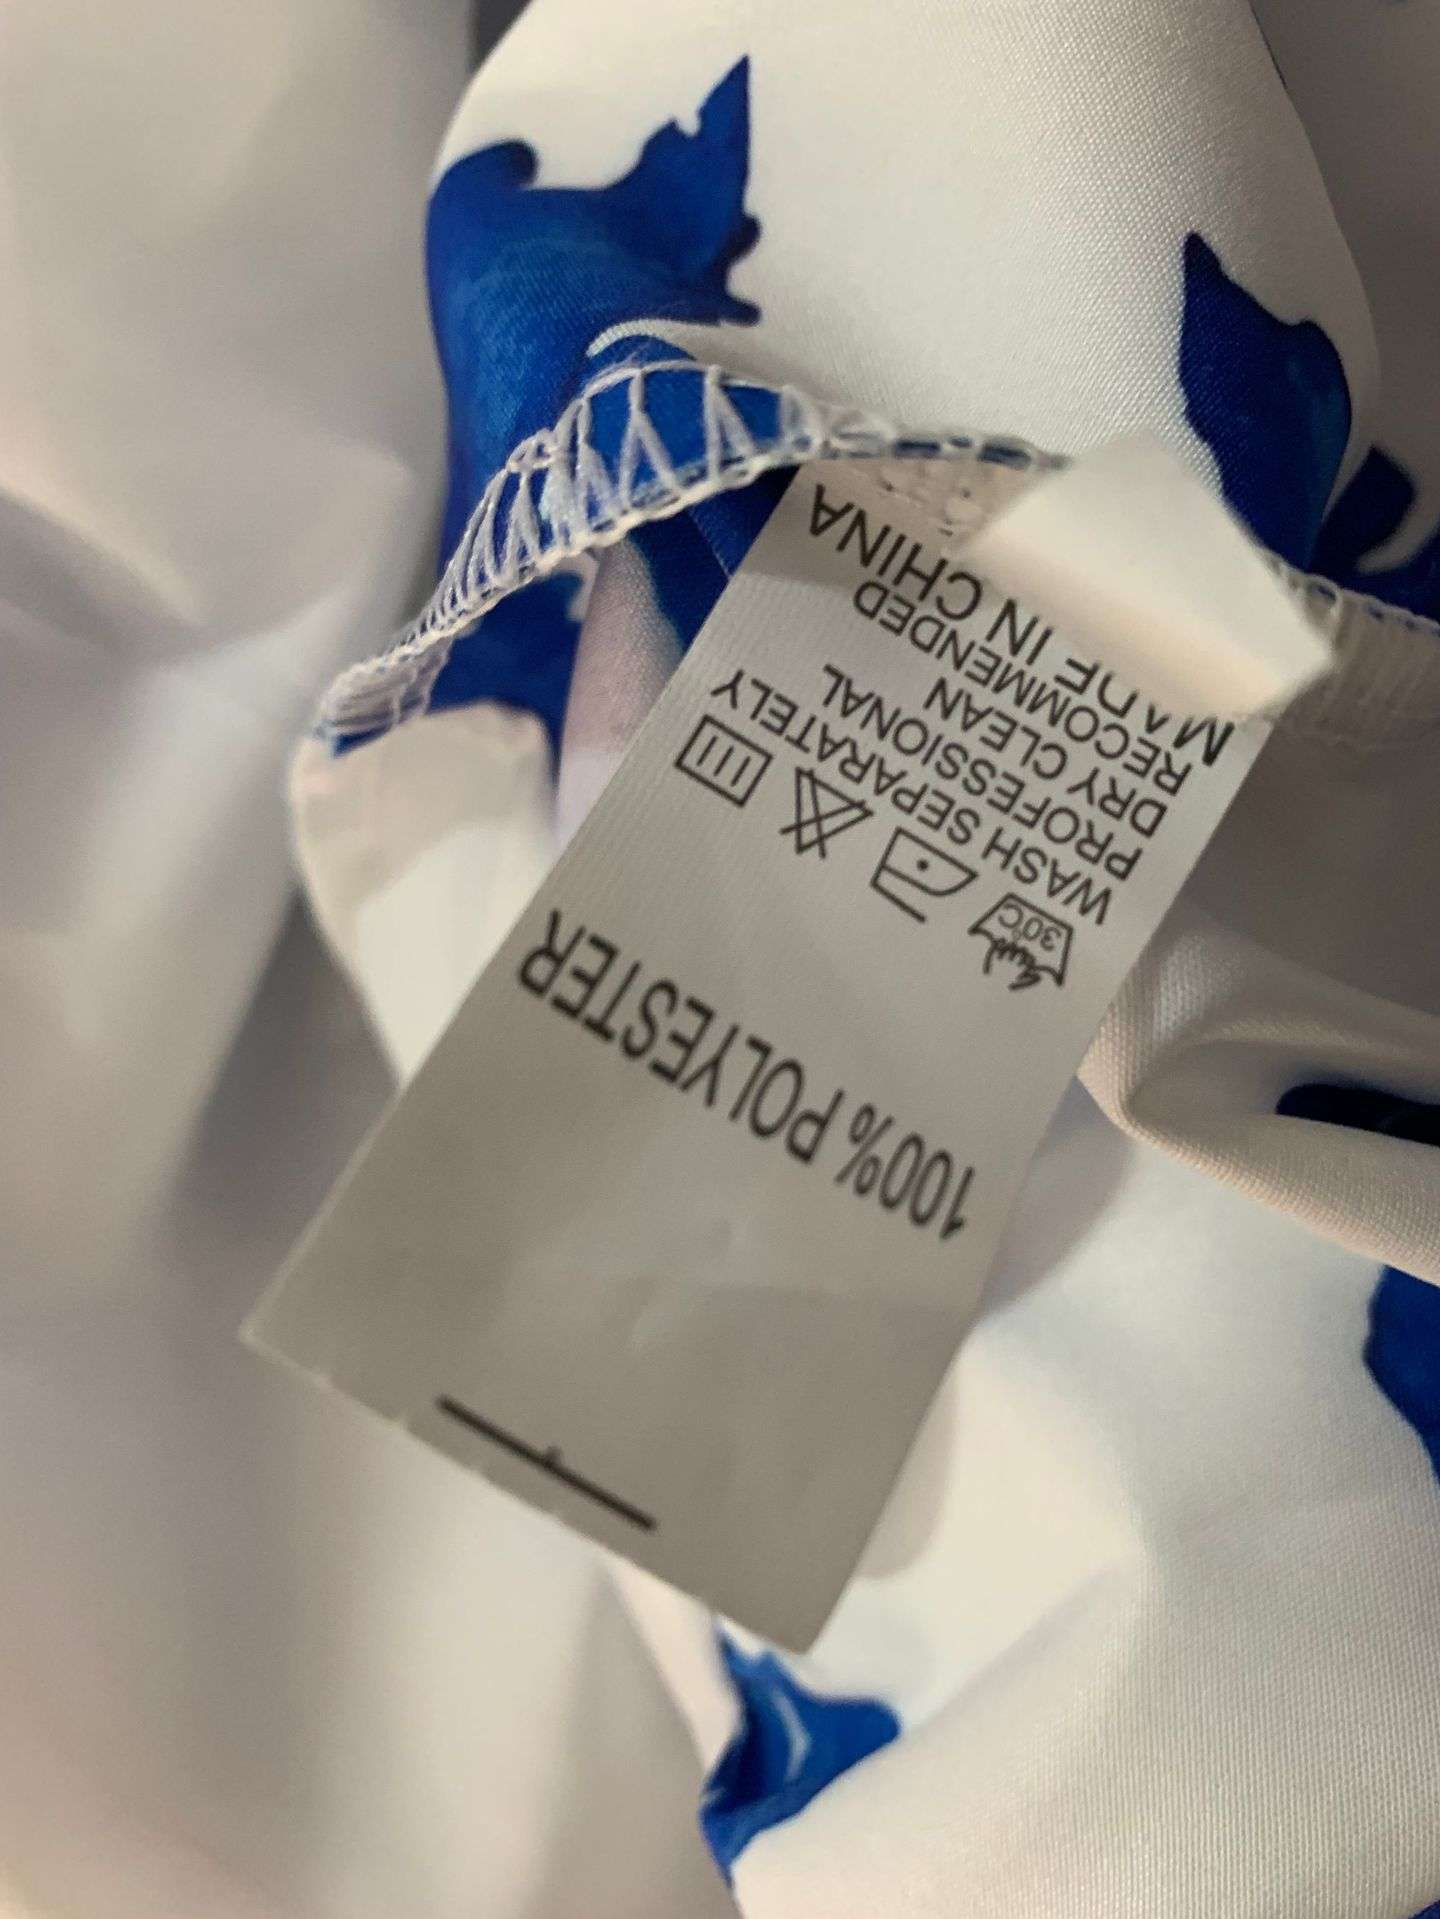 100% POLYESTER
30°C
WASH SEPARATELY
PROFESSIONAL
DRY CLEAN
RECOMMENDED
MADE IN CHINA